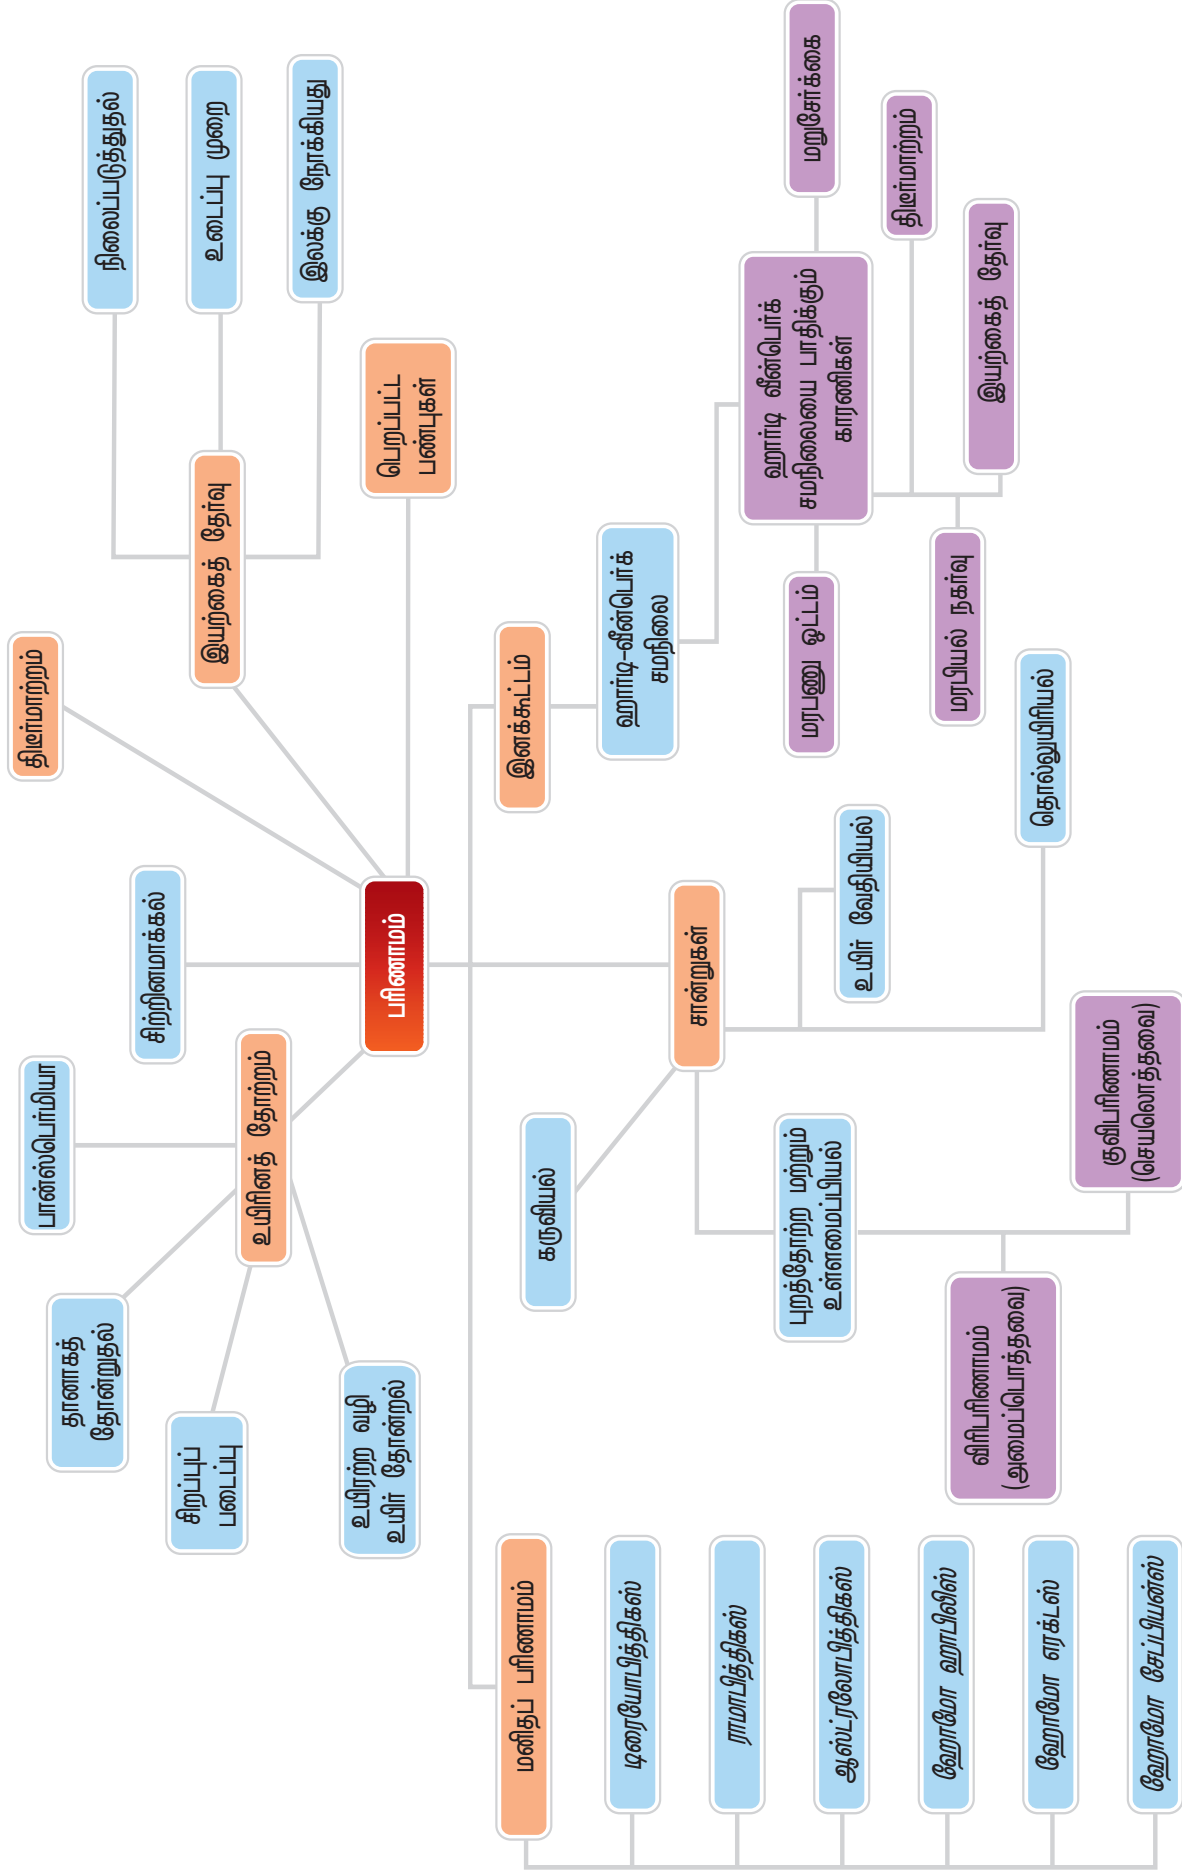 பரிணாமம்
உயிரினத் தோற்றம்
பான்ஸ்பெர்மியா
தானாகத்
தோன்றுதல்
சிறப்புப்
படைப்பு
உயிரற்ற வழி
உயிர் தோன்றல்
சிற்றினமாக்கல்
திடீர்மாற்றம்
இயற்கைத் தேர்வு
நிலைப்படுத்துதல்
உடைப்பு முறை
இலக்கு நோக்கியது
பெறப்பட்ட
பண்புகள்
மனிதப் பரிணாமம்
டிரையோபித்திகஸ்
ராமாபித்திகஸ்
ஆஸ்ட்ரலோபித்திகஸ்
ஹோமோ ஹாபிலிஸ்
ஹோமோ எரக்டஸ்
ஹோமோ சேப்பியன்ஸ்
சான்றுகள்
கருவியல்
புறத்தோற்ற மற்றும்
உள்ளமைப்பியல்
விரிபரிணாமம்
(அமைப்பொத்தவை)
குவிபரிணாமம்
(செயலொத்தவை)
உயிர் வேதியியல்
தொல்லுயிரியல்
இனக்கூட்டம்
ஹார்டி-வீன்பெர்க்
சமநிலை
ஹார்டி வீன்பெர்க்
சமநிலையை பாதிக்கும்
காரணிகள்
மரபணு ஓட்டம்
மரபியல் நகர்வு
மறுசேர்க்கை
திடீர்மாற்றம்
இயற்கைத் தேர்வு